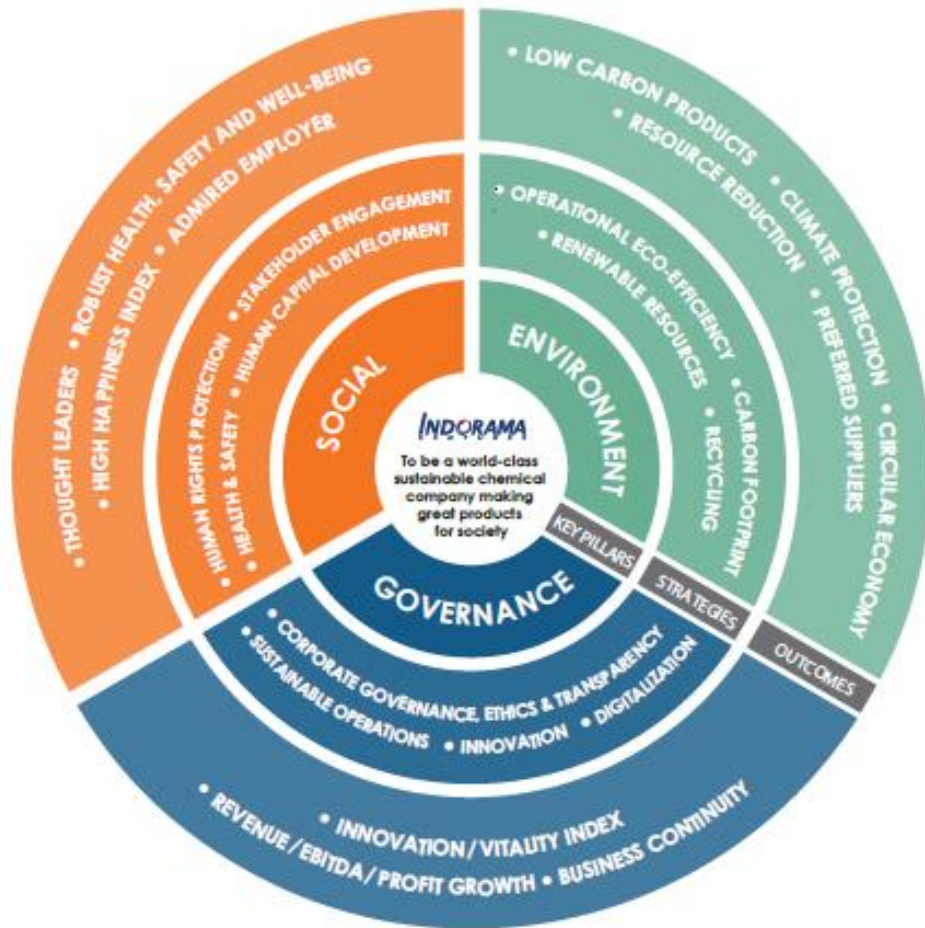 INDORAMA
To be a world-class
sustainable chemical
company making
great products
for society
SOCIAL
ENVIRONMENT
GOVERNANCE
KEY PILLARS
STRATEGIES
OUTCOMES
• HUMAN RIGHTS PROTECTION • STAKEHOLDER ENGAGEMENT
• HEALTH & SAFETY • HUMAN CAPITAL DEVELOPMENT
• THOUGHT LEADERS • ROBUST HEALTH, SAFETY AND WELL-BEING
• HIGH HAPPINESS INDEX • ADMIRED EMPLOYER
• OPERATIONAL ECO-EFFICIENCY • CARBON FOOTPRINT
• RENEWABLE RESOURCES • RECYCLING
• LOW CARBON PRODUCTS • CLIMATE PROTECTION • CIRCULAR ECONOMY
• RESOURCE REDUCTION • PREFERRED SUPPLIERS
• CORPORATE GOVERNANCE, ETHICS & TRANSPARENCY
• SUSTAINABLE OPERATIONS • INNOVATION • DIGITALIZATION
• INNOVATION/VITALITY INDEX
• REVENUE/EBITDA/PROFIT GROWTH • BUSINESS CONTINUITY